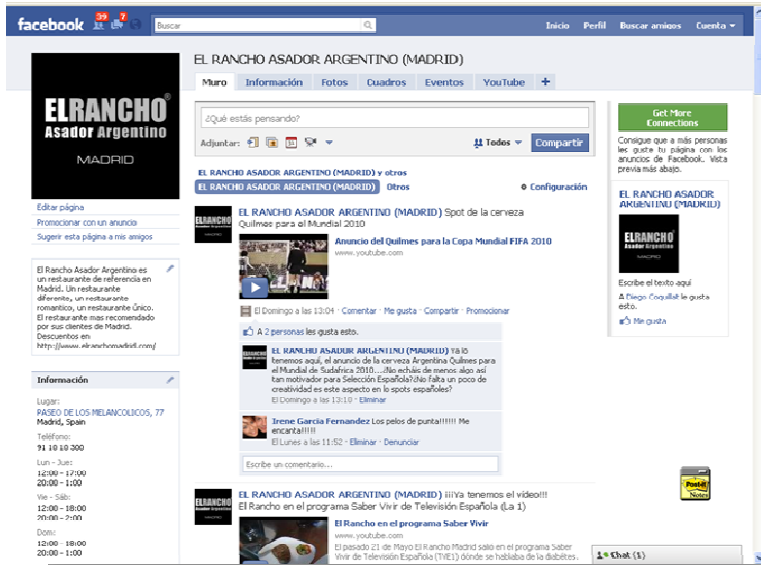 facebook
39
7
Buscar
Inicio
Perfil
Buscar amigos
Cuenta
ELRANCHO®
Asador Argentino
MADRID
Editar página
Promocionar con un anuncio
Sugerir esta página a mis amigos
El Rancho Asador Argentino es
un restaurante de referencia en
Madrid. Un restaurante
diferente, un restaurante
romantico, un restaurante único.
El restaurante mas recomendado
por sus clientes de Madrid.
Descuentos en
http://www.elranchomadrid.com/
Información
Lugar:
PASEO DE LOS MELANCOLICOS, 77
Madrid, Spain
Teléfono:
Lun - Jue:
12:00 - 17:00
20:00 - 1:00
Vie - Sáb:
12:00 - 18:00
20:00 - 2:00
Dom:
12:00 - 18:00
20:00 - 1:00
EL RANCHO ASADOR ARGENTINO (MADRID)
Muro
Información
Fotos
Cuadros
Eventos
YouTube
+
¿Qué estás pensando?
Adjuntar:
31
Todos
Compartir
EL RANCHO ASADOR ARGENTINO (MADRID) y otros
EL RANCHO ASADOR ARGENTINO (MADRID)
Otros
Configuración
ELRANCHO
EL RANCHO ASADOR ARGENTINO (MADRID) Spot de la cerveza
Quilmes para el Mundial 2010
Anuncio del Quilmes para la Copa Mundial FIFA 2010
www.youtube.com
El Domingo a las 13:04 · Comentar · Me gusta · Compartir · Promocionar
A 2 personas les gusta esto.
EL RANCHO ASADOR ARGENTINO (MADRID) Ya lo
tenemos aquí, el anuncio de la cerveza Argentina Quilmes para
el Mundial de Sudafrica 2010....¿No echáis de menos algo así
tan motivador para Selección Española?¿No falta un poco de
creatividad es este aspecto en lo spots españoles?
El Domingo a las 13:10 · Eliminar
Irene García Fernandez Los pelos de punta!!!!!! Me
encanta!!!!!
El Lunes a las 11:52 · Eliminar · Denunciar
Escribe un comentario...
ELRANCHO
EL RANCHO ASADOR ARGENTINO (MADRID) ¡¡¡Ya tenemos el vídeo!!!
El Rancho en el programa Saber Vivir de Televisión Española (La 1)
El Rancho en el programa Saber Vivir
www.youtube.com
El pasado 21 de Mayo El Rancho Madrid salió en el programa
Saber Vivir de Televisión Española (TVE1) dónde se hablaba de la diabétes.
Get More
Connections
Consigue que a más personas
les guste tu página con los
anuncios de Facebook. Vista
previa más abajo.
EL RANCHO ASADOR
ARGENTINO (MADRID)
ELRANCHO
Asador Argentino
MADRID
Escribe el texto aquí
A Diego Coquillat le gusta
esto.
Me gusta
Post-it
Notes
Chat (1)